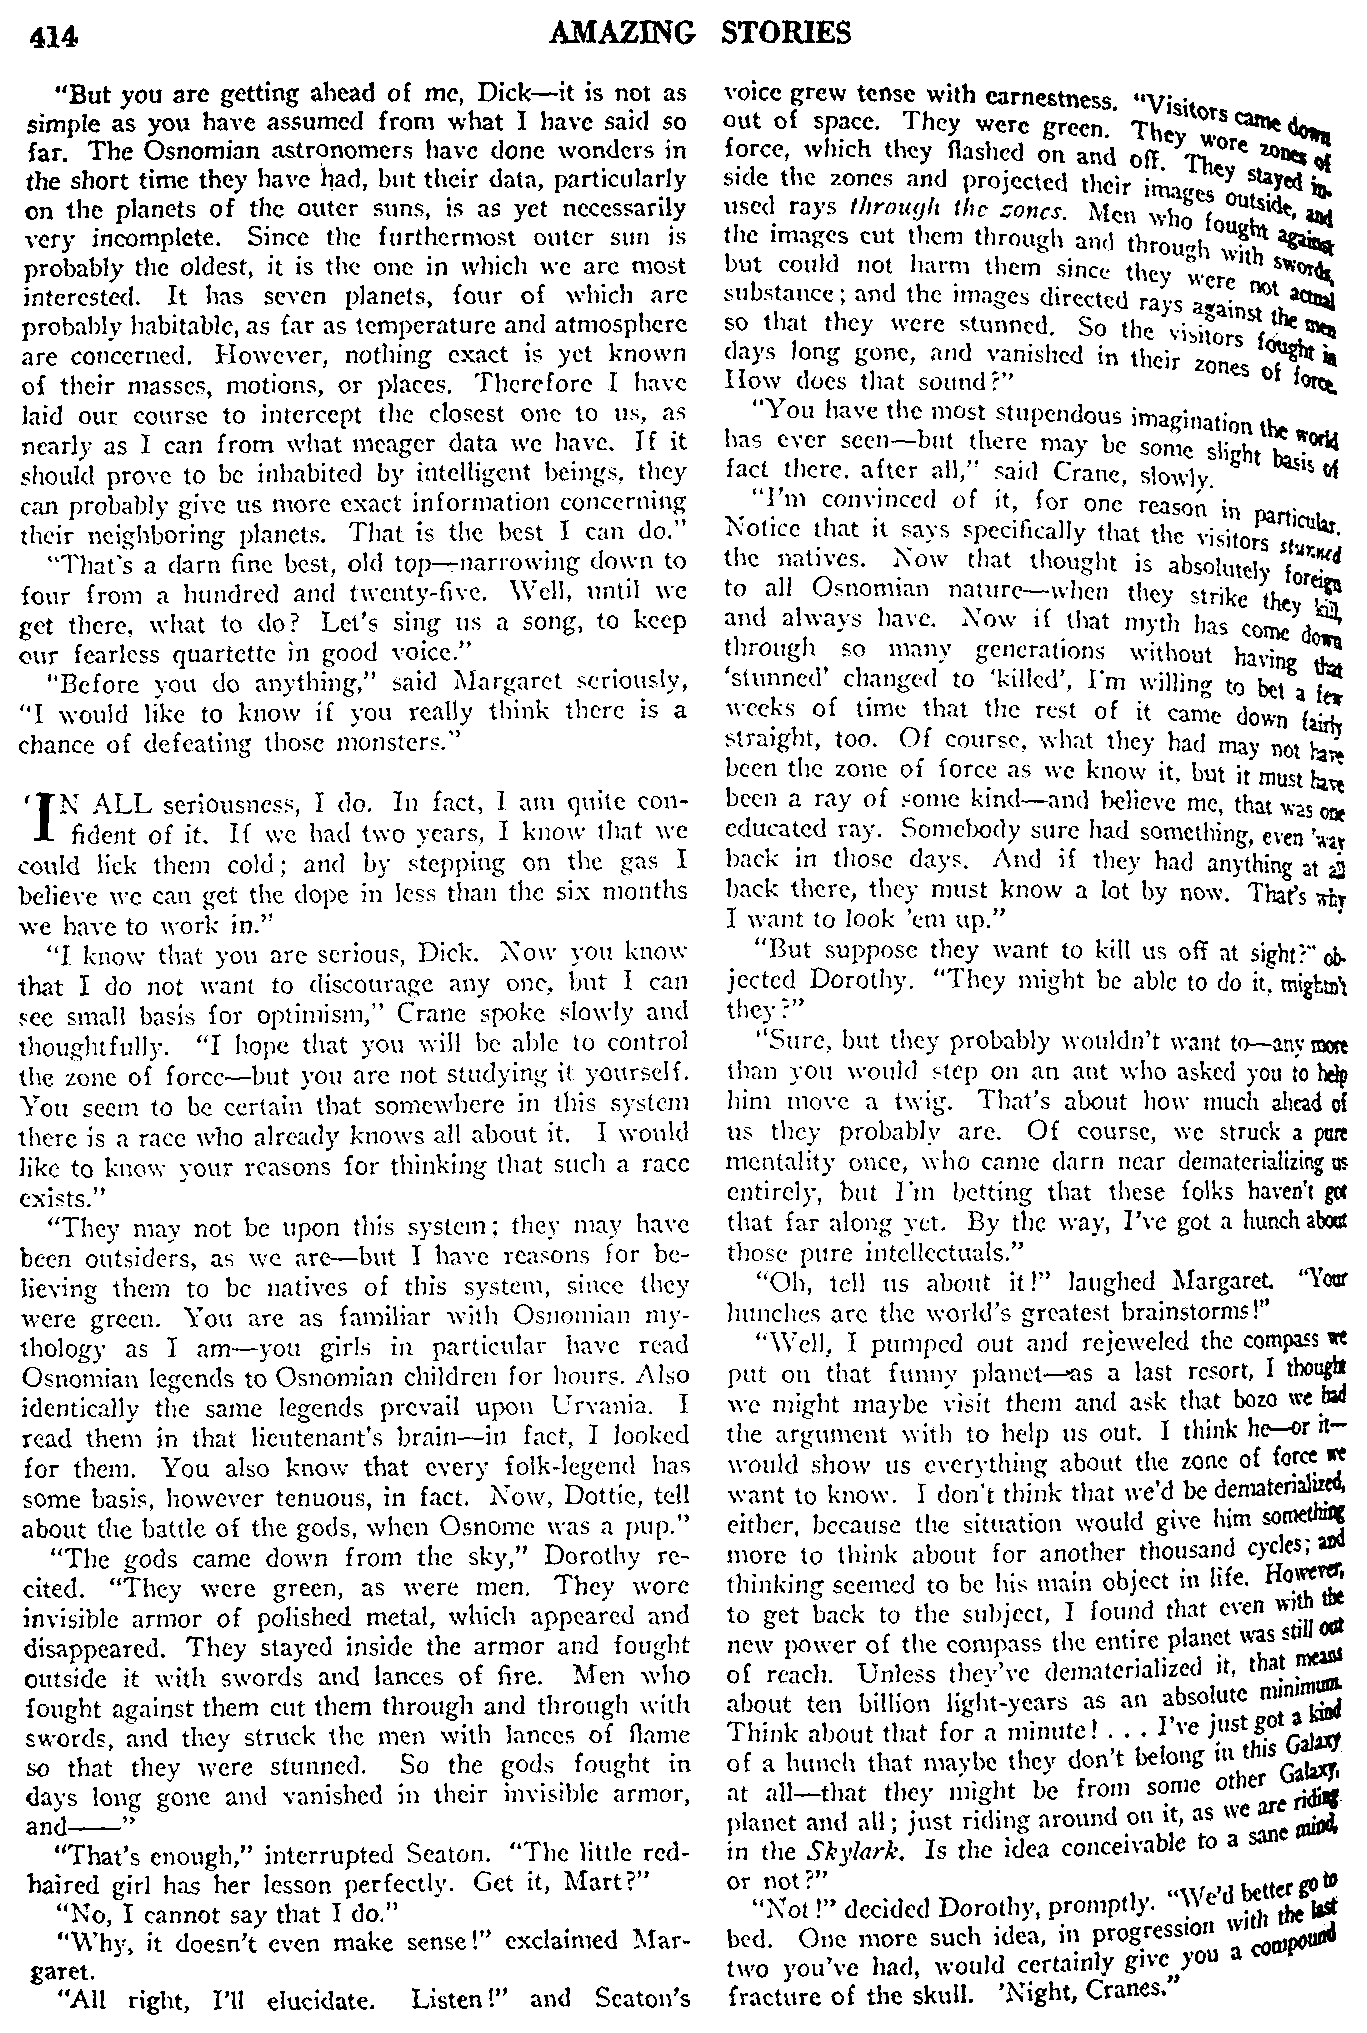 414
AMAZING STORIES
"But you are getting ahead of me, Dick—it is not as
simple as you have assumed from what I have said so
far. The Osnomian astronomers have done wonders in
the short time they have had, but their data, particularly
on the planets of the outer suns, is as yet necessarily
very incomplete. Since the furthermost outer sun is
probably the oldest, it is the one in which we are most
interested. It has seven planets, four of which are
probably habitable, as far as temperature and atmosphere
are concerned. However, nothing exact is yet known
of their masses, motions, or places. Therefore I have
laid our course to intercept the closest one to us, as
nearly as I can from what meager data we have. If it
should prove to be inhabited by intelligent beings, they
can probably give us more exact information concerning
their neighboring planets. That is the best I can do."
"That's a darn fine best, old top—narrowing down to
four from a hundred and twenty-five. Well, until we
get there, what to do? Let's sing us a song, to keep
our fearless quartette in good voice."
"Before you do anything," said Margaret seriously,
"I would like to know if you really think there is a
chance of defeating those monsters."
'IN ALL seriousness, I do. In fact, I am quite con-
fident of it. If we had two years, I know that we
could lick them cold; and by stepping on the gas I
believe we can get the dope in less than the six months
we have to work in."
"I know that you are serious, Dick. Now you know
that I do not want to discourage any one, but I can
see small basis for optimism," Crane spoke slowly and
thoughtfully. "I hope that you will be able to control
the zone of force—but you are not studying it yourself.
You seem to be certain that somewhere in this system
there is a race who already knows all about it. I would
like to know your reasons for thinking that such a race
exists."
"They may not be upon this system; they may have
been outsiders, as we are—but I have reasons for be-
lieving them to be natives of this system, since they
were green. You are as familiar with Osnomian my-
thology as I am—you girls in particular have read
Osnomian legends to Osnomian children for hours. Also
identically the same legends prevail upon Urvania. I
read them in that lieutenant's brain—in fact, I looked
for them. You also know that every folk-legend has
some basis, however tenuous, in fact. Now, Dottie, tell
about the battle of the gods, when Osnome was a pup."
"The gods came down from the sky," Dorothy re-
cited. "They were green, as were men. They wore
invisible armor of polished metal, which appeared and
disappeared. They stayed inside the armor and fought
outside it with swords and lances of fire. Men who
fought against them cut them through and through with
swords, and they struck the men with lances of flame
so that they were stunned. So the gods fought in
days long gone and vanished in their invisible armor,
and——"
"That's enough," interrupted Seaton. "The little red-
haired girl has her lesson perfectly. Get it, Mart?"
"No, I cannot say that I do."
"Why, it doesn't even make sense!" exclaimed Mar-
garet.
"All right, I'll elucidate. Listen!" and Seaton's
voice grew tense with earnestness. "Visitors came down
out of space. They were green. They wore zones of
force, which they flashed on and off. They stayed in-
side the zones and projected their images outside, and
used rays through the zones. Men who fought against
the images cut them through and through with swords,
but could not harm them since they were not actual
substance; and the images directed rays against the men
so that they were stunned. So the visitors fought in
days long gone, and vanished in their zones of force.
How does that sound?"
"You have the most stupendous imagination the world
has ever seen—but there may be some slight basis of
fact there, after all," said Crane, slowly.
"I'm convinced of it, for one reason in particular.
Notice that it says specifically that the visitors stunned
the natives. Now that thought is absolutely foreign
to all Osnomian nature—when they strike they kill,
and always have. Now if that myth has come down
through so many generations without having that
'stunned' changed to 'killed', I'm willing to bet a few
weeks of time that the rest of it came down fairly
straight, too. Of course, what they had may not have
been the zone of force as we know it, but it must have
been a ray of some kind—and believe me, that was one
educated ray. Somebody sure had something, even 'way
back in those days. And if they had anything at all
back there, they must know a lot by now. That's why
I want to look 'em up."
"But suppose they want to kill us off at sight?" ob-
jected Dorothy. "They might be able to do it, mightn't
they?"
"Sure, but they probably wouldn't want to—any more
than you would step on an ant who asked you to help
him move a twig. That's about how much ahead of
us they probably are. Of course, we struck a pure
mentality once, who came darn near dematerializing us
entirely, but I'm betting that these folks haven't got
that far along yet. By the way, I've got a hunch about
those pure intellectuals."
"Oh, tell us about it!" laughed Margaret. "Your
hunches are the world's greatest brainstorms!"
"Well, I pumped out and rejeweled the compass we
put on that funny planet—as a last resort, I thought
we might maybe visit them and ask that bozo we had
the argument with to help us out. I think he—or it—
would show us everything about the zone of force we
want to know. I don't think that we'd be dematerialized,
either, because the situation would give him something
more to think about for another thousand cycles; and
thinking seemed to be his main object in life. However,
to get back to the subject, I found that even with the
new power of the compass the entire planet was still out
of reach. Unless they've dematerialized it, that means
about ten billion light-years as an absolute minimum.
Think about that for a minute! . . . I've just got a kind
of a hunch that maybe they don't belong in this Galaxy
at all—that they might be from some other Galaxy,
planet and all; just riding around on it, as we are riding
in the Skylark. Is the idea conceivable to a sane mind,
or not?"
"Not!" decided Dorothy, promptly. "We'd better go to
bed. One more such idea, in progression with the last
two you've had, would certainly give you a compound
fracture of the skull. 'Night, Cranes."